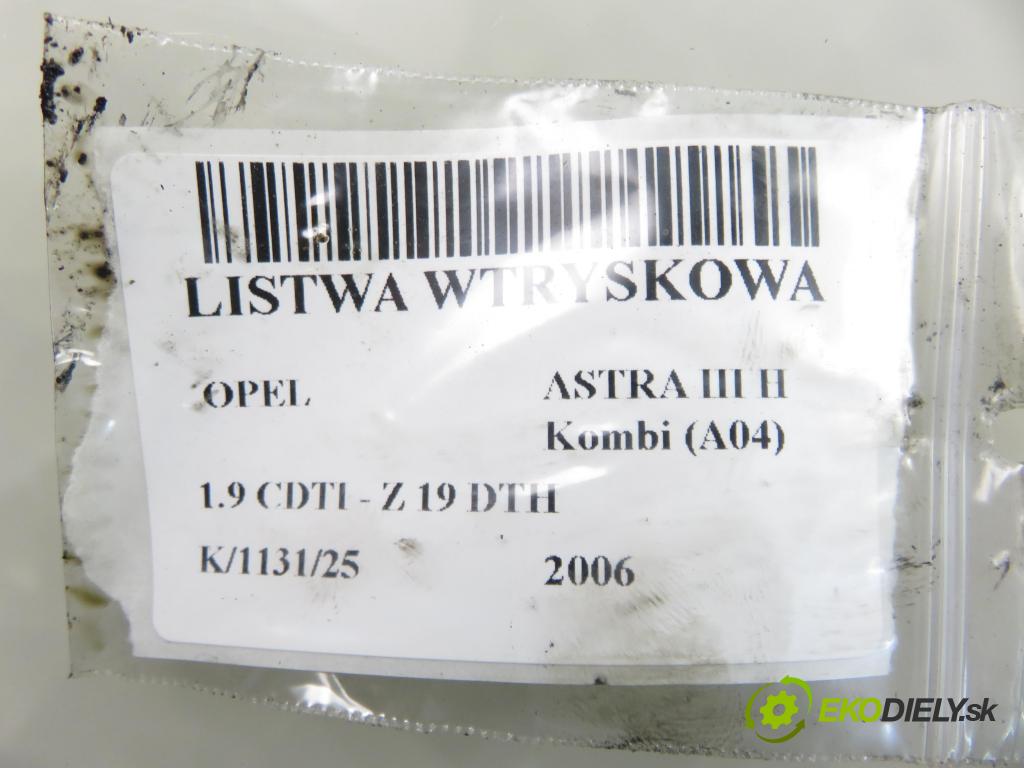 LISTWA WTRYSKOWA
OPEL ASTRA III H
Kombi (A04)
1.9 CDTI - Z 19 DTH
K/1131/25 2006
EKODIELY.sk